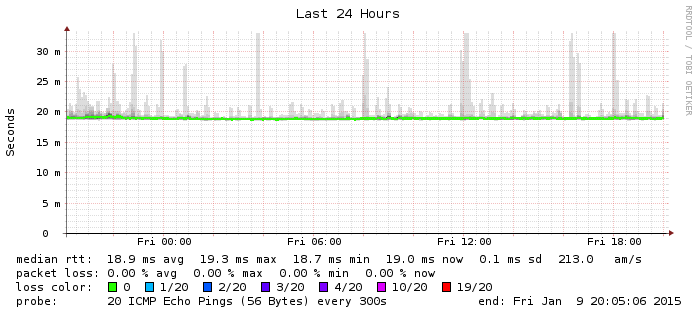 Last 24 Hours
RRDTOOL / TOBI OETIKER
Seconds
30 m
25 m
20 m
15 m
10 m
5 m
0
Fri 00:00 Fri 06:00 Fri 12:00 Fri 18:00
median rtt: 18.9 ms avg 19.3 ms max 18.7 ms min 19.0 ms now 0.1 ms sd 213.0 am/s
packet loss: 0.00 % avg 0.00 % max 0.00 % min 0.00 % now
loss color: 0 1/20 2/20 3/20 4/20 10/20 19/20
probe: 20 ICMP Echo Pings (56 Bytes) every 300s end: Fri Jan 9 20:05:06 2015